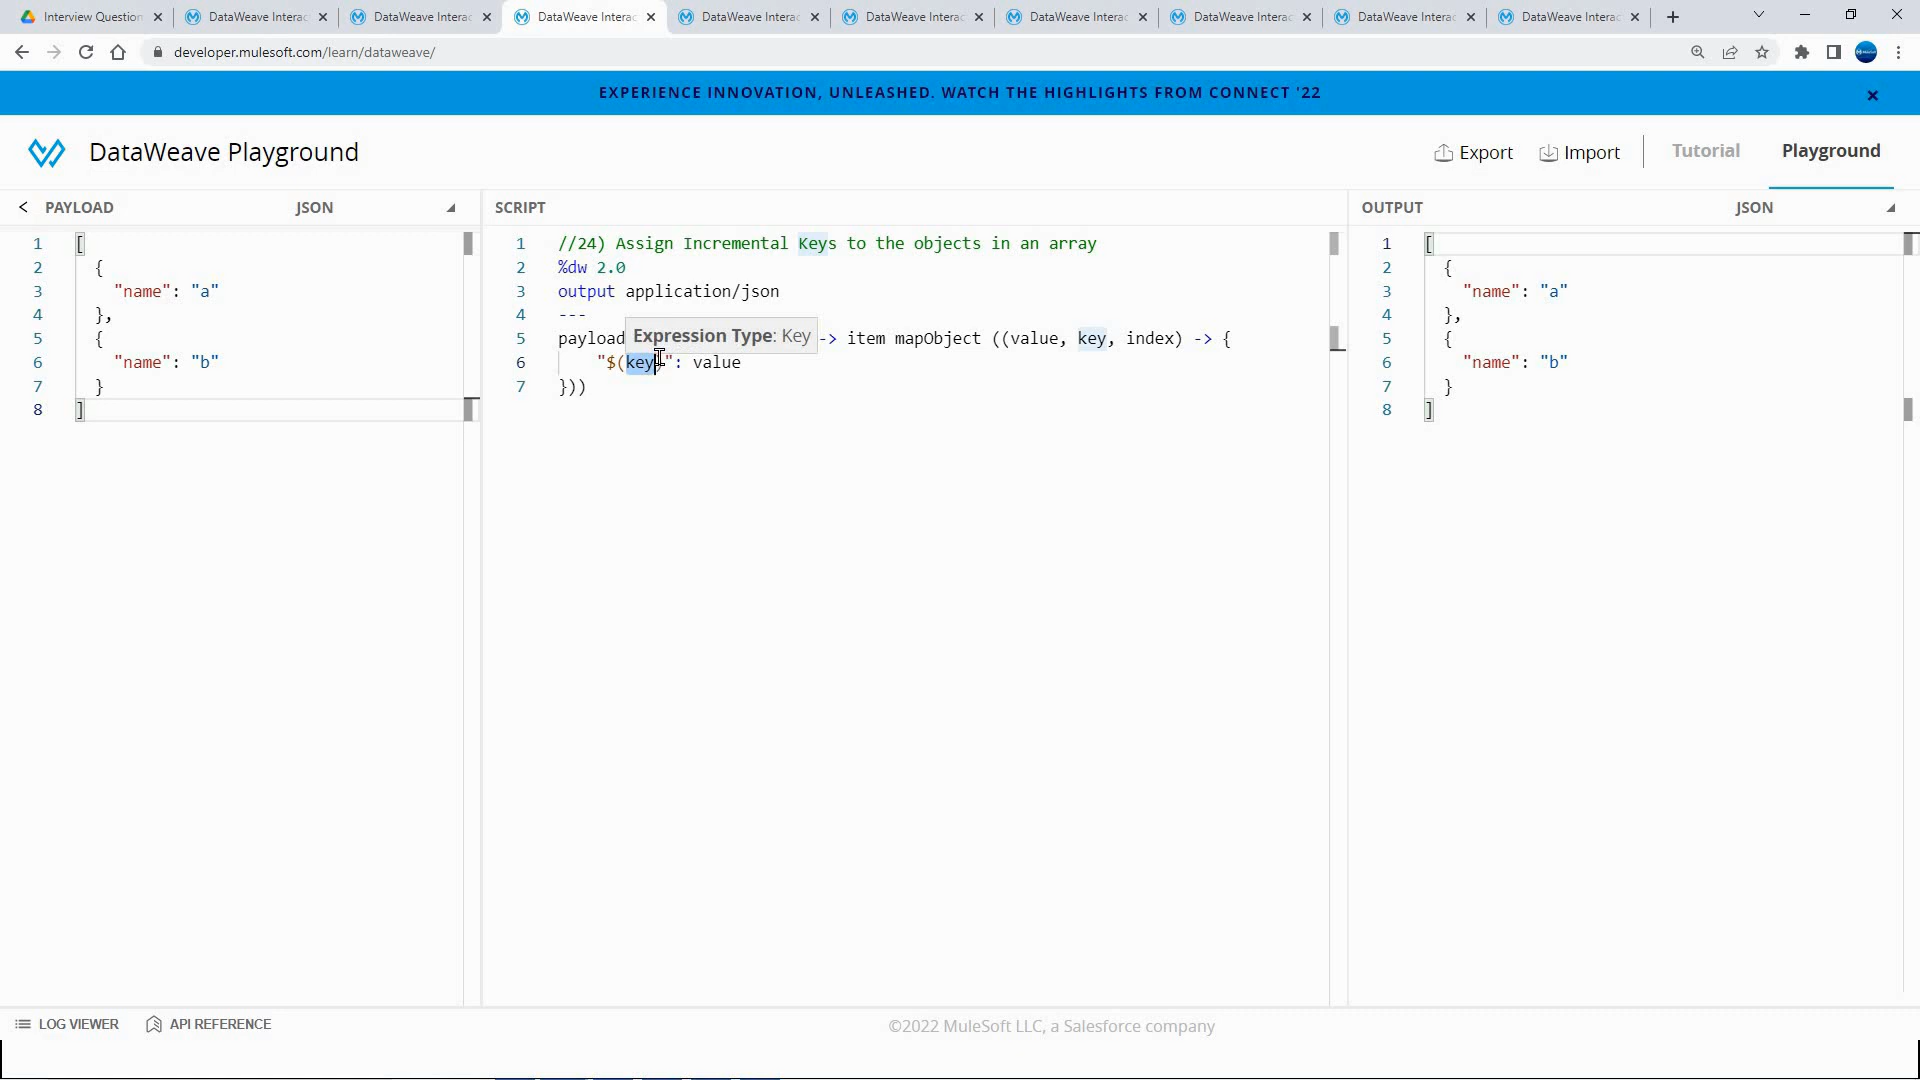 Interview Question
DataWeave Interac
DataWeave Interac
DataWeave Interac
DataWeave Interac
DataWeave Interac
DataWeave Interac
DataWeave Interac
DataWeave Interac
DataWeave Interac
developer.mulesoft.com/learn/dataweave/
EXPERIENCE INNOVATION, UNLEASHED. WATCH THE HIGHLIGHTS FROM CONNECT '22
DataWeave Playground
Export
Import
Tutorial
Playground
PAYLOAD JSON
1 [
2 {
3 "name": "a"
4 },
5 {
6 "name": "b"
7 }
8 ]
SCRIPT
1 //24) Assign Incremental Keys to the objects in an array
2 %dw 2.0
3 output application/json
4 ---
5 payload -> item mapObject ((value, key, index) -> {
Expression Type: Key
6 "$(key)": value
7 }))
OUTPUT JSON
1 [
2 {
3 "name": "a"
4 },
5 {
6 "name": "b"
7 }
8 ]
LOG VIEWER
API REFERENCE
©2022 MuleSoft LLC, a Salesforce company